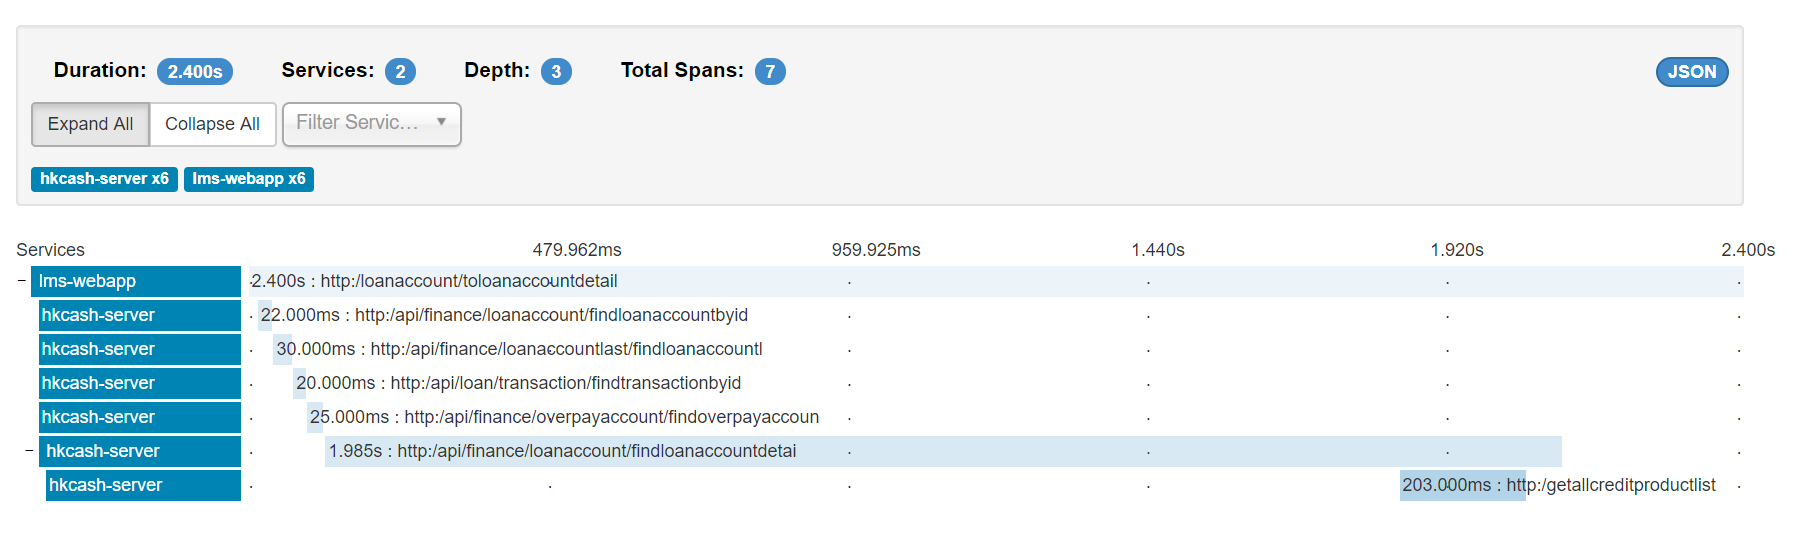 Duration: 2.400s Services: 2 Depth: 3 Total Spans: 7 JSON
Expand All Collapse All Filter Servic...
hkcash-server x6 lms-webapp x6
Services 479.962ms 959.925ms 1.440s 1.920s 2.400s
- lms-webapp 2.400s : http:/loanaccount/toloanaccountdetail
hkcash-server 22.000ms : http:/api/finance/loanaccount/findloanaccountbyid
hkcash-server 30.000ms : http:/api/finance/loanaccountlast/findloanaccountl
hkcash-server 20.000ms : http:/api/loan/transaction/findtransactionbyid
hkcash-server 25.000ms : http:/api/finance/overpayaccount/findoverpayaccoun
- hkcash-server 1.985s : http:/api/finance/loanaccount/findloanaccountdetai
hkcash-server 203.000ms : http:/getallcreditproductlist